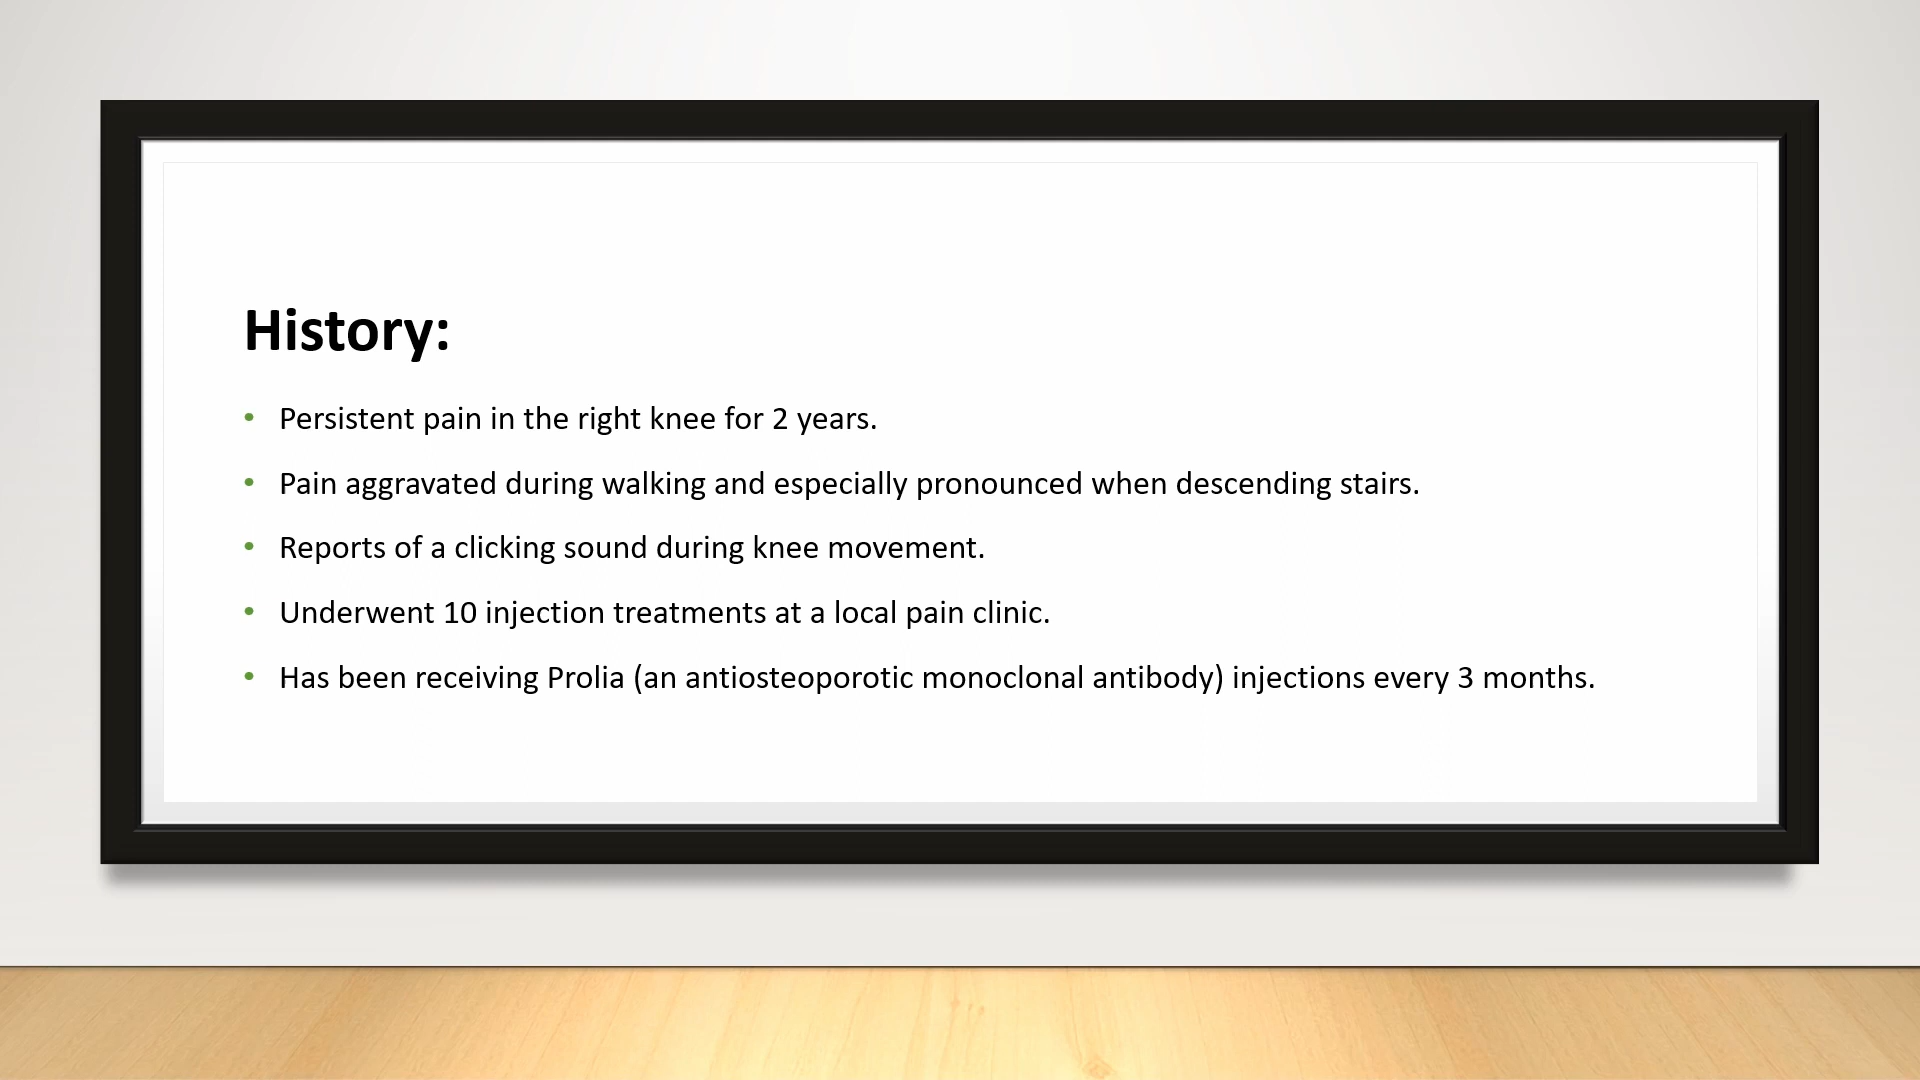 History:
• Persistent pain in the right knee for 2 years.
• Pain aggravated during walking and especially pronounced when descending stairs.
• Reports of a clicking sound during knee movement.
• Underwent 10 injection treatments at a local pain clinic.
• Has been receiving Prolia (an antiosteoporotic monoclonal antibody) injections every 3 months.